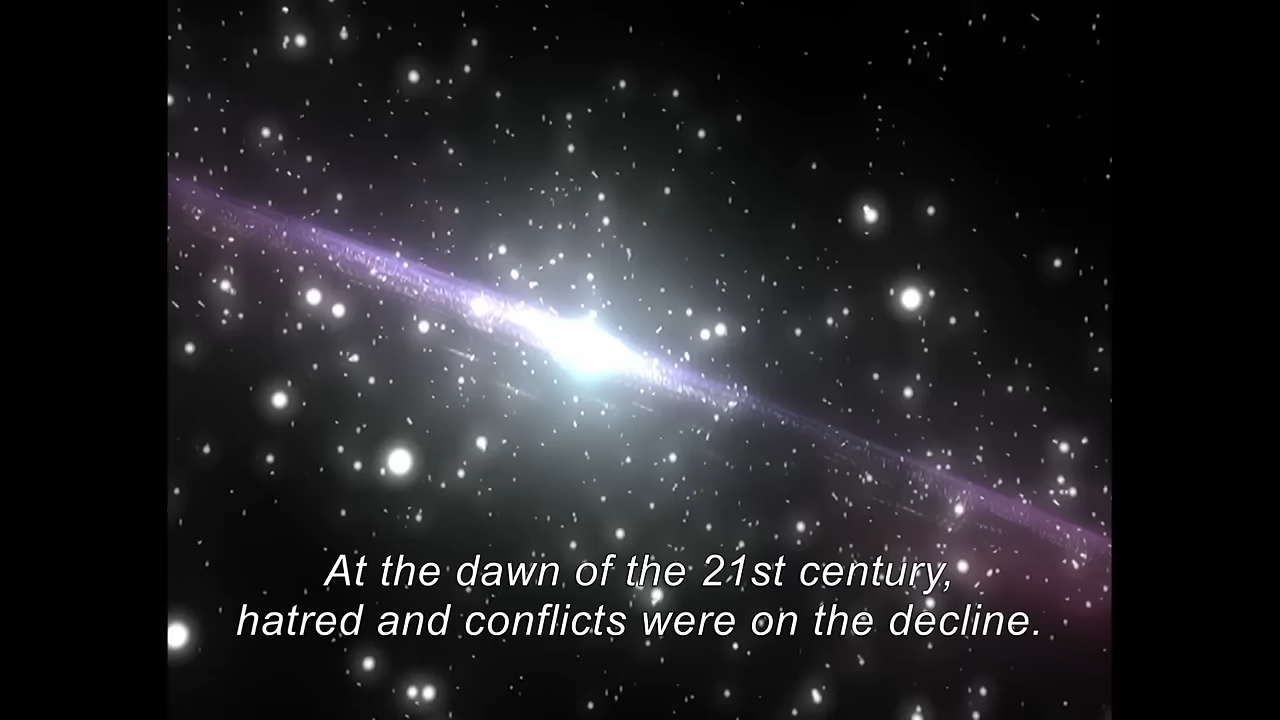 At the dawn of the 21st century,
hatred and conflicts were on the decline.